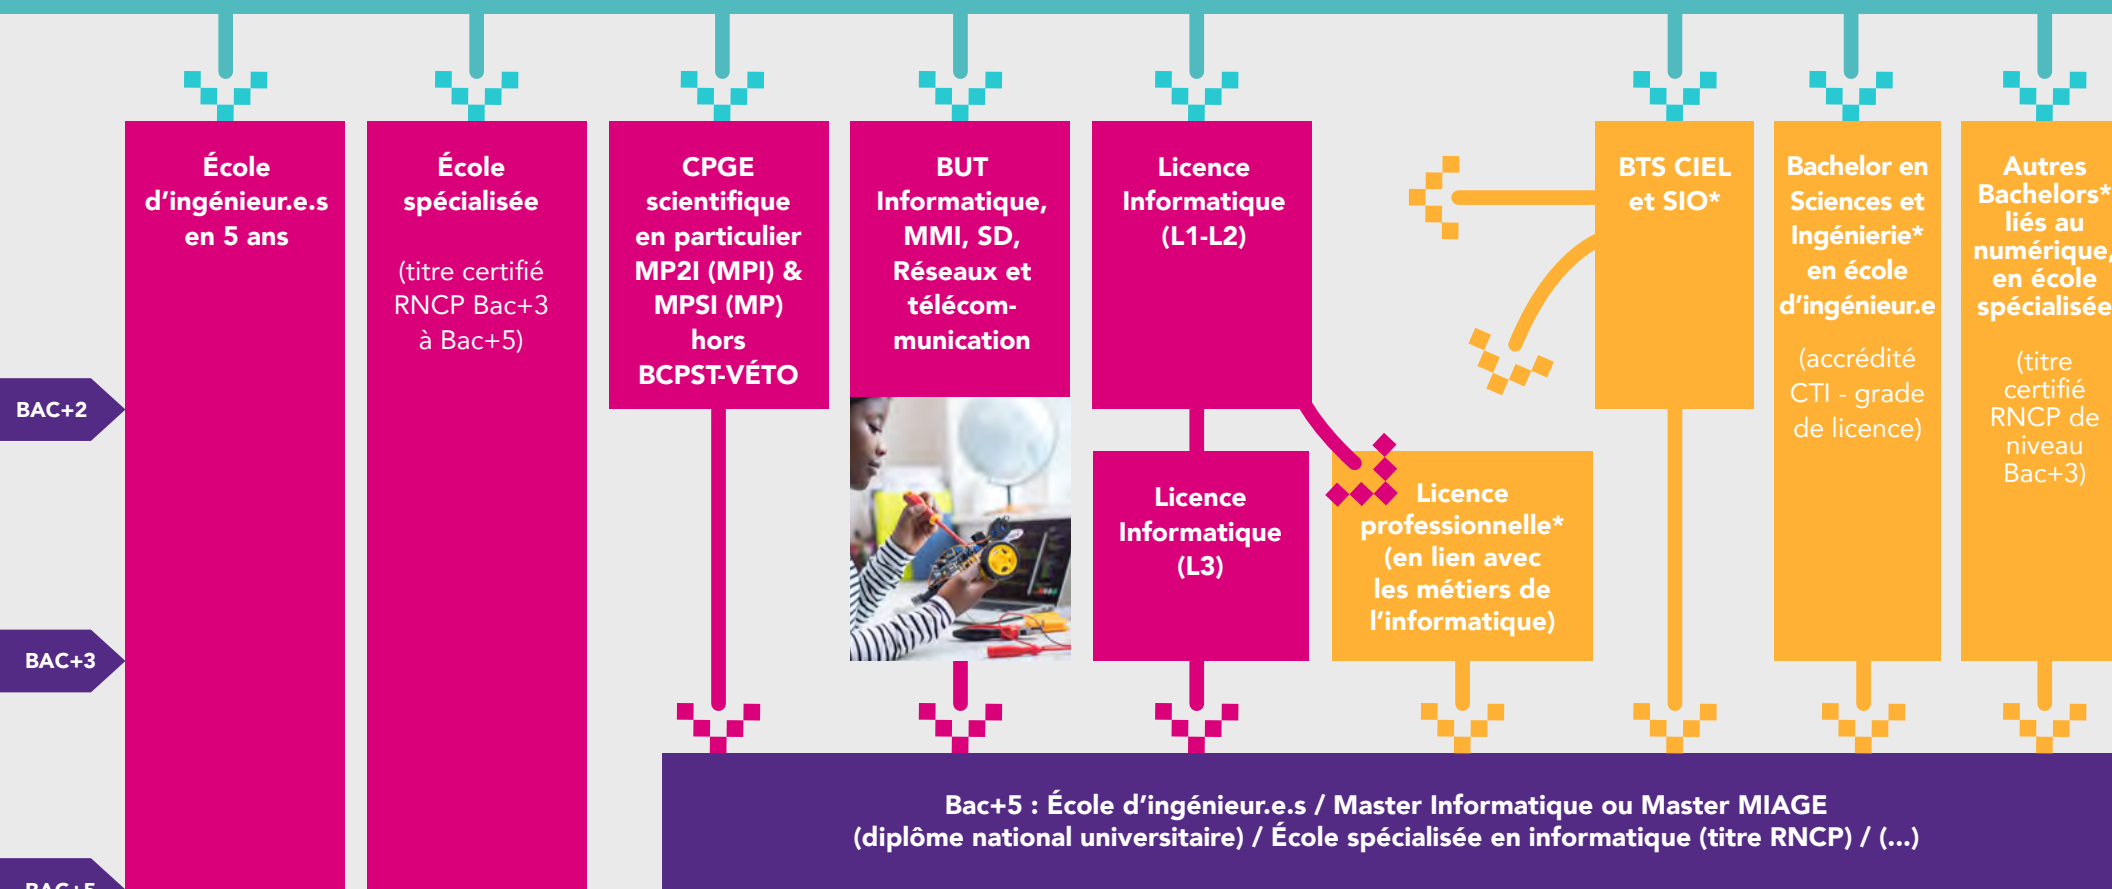 École
d'ingénieur.e.s
en 5 ans
École
spécialisée
(titre certifié
RNCP Bac+3
à Bac+5)
CPGE
scientifique
en particulier
MP2I (MPI) &
MPSI (MP)
hors
BCPST-VÉTO
BUT
Informatique,
MMI, SD,
Réseaux et
télécom-
munication
Licence
Informatique
(L1-L2)
BTS CIEL
et SIO*
Bachelor en
Sciences et
Ingénierie*
en école
d'ingénieur.e
(accrédité
CTI - grade
de licence)
Autres
Bachelors*
liés au
numérique,
en école
spécialisée
(titre
certifié
RNCP de
niveau
Bac+3)
BAC+2
Licence
Informatique
(L3)
Licence
professionnelle*
(en lien avec
les métiers de
l'informatique)
BAC+3
Bac+5 : École d'ingénieur.e.s / Master Informatique ou Master MIAGE
(diplôme national universitaire) / École spécialisée en informatique (titre RNCP) / (...)
BAC+5